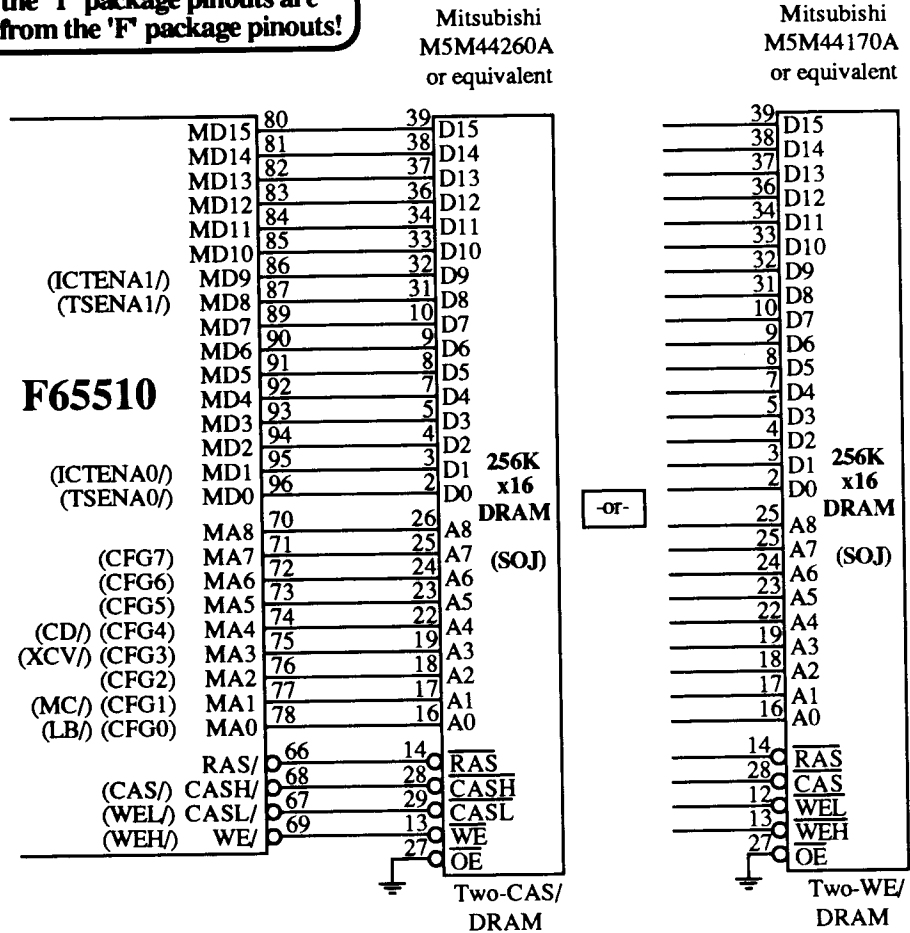 the 'T' package pinouts are
from the 'F' package pinouts!
Mitsubishi
M5M44260A
or equivalent
Mitsubishi
M5M44170A
or equivalent
F65510
MD15 80 39 D15
MD14 81 38 D14
MD13 82 37 D13
MD12 83 36 D12
MD11 84 34 D11
MD10 85 33 D10
(ICTENA1/) MD9 86 32 D9
(TSENA1/) MD8 87 31 D8
MD7 89 10 D7
MD6 90 9 D6
MD5 91 8 D5
MD4 92 7 D4
MD3 93 5 D3
MD2 94 4 D2
(ICTENA0/) MD1 95 3 D1
(TSENA0/) MD0 96 2 D0
MA8 70 26 A8
(CFG7) MA7 71 25 A7
(CFG6) MA6 72 24 A6
(CFG5) MA5 73 23 A5
(CD/) (CFG4) MA4 74 22 A4
(XCV/) (CFG3) MA3 75 19 A3
(CFG2) MA2 76 18 A2
(MC/) (CFG1) MA1 77 17 A1
(LB/) (CFG0) MA0 78 16 A0
RAS/ 66 14 RAS
(CAS/) CASH/ 68 28 CASH
(WEL/) CASL/ 67 29 CASL
(WEH/) WE/ 69 13 WE
27 OE
256K
x16
DRAM
(SOJ)
Two-CAS/
DRAM
-or-
39 D15
38 D14
37 D13
36 D12
34 D11
33 D10
32 D9
31 D8
10 D7
9 D6
8 D5
7 D4
5 D3
4 D2
3 D1
2 D0
25 A8
25 A7
24 A6
23 A5
22 A4
19 A3
18 A2
17 A1
16 A0
14 RAS
28 CAS
12 WEL
13 WEH
27 OE
256K
x16
DRAM
(SOJ)
Two-WE/
DRAM